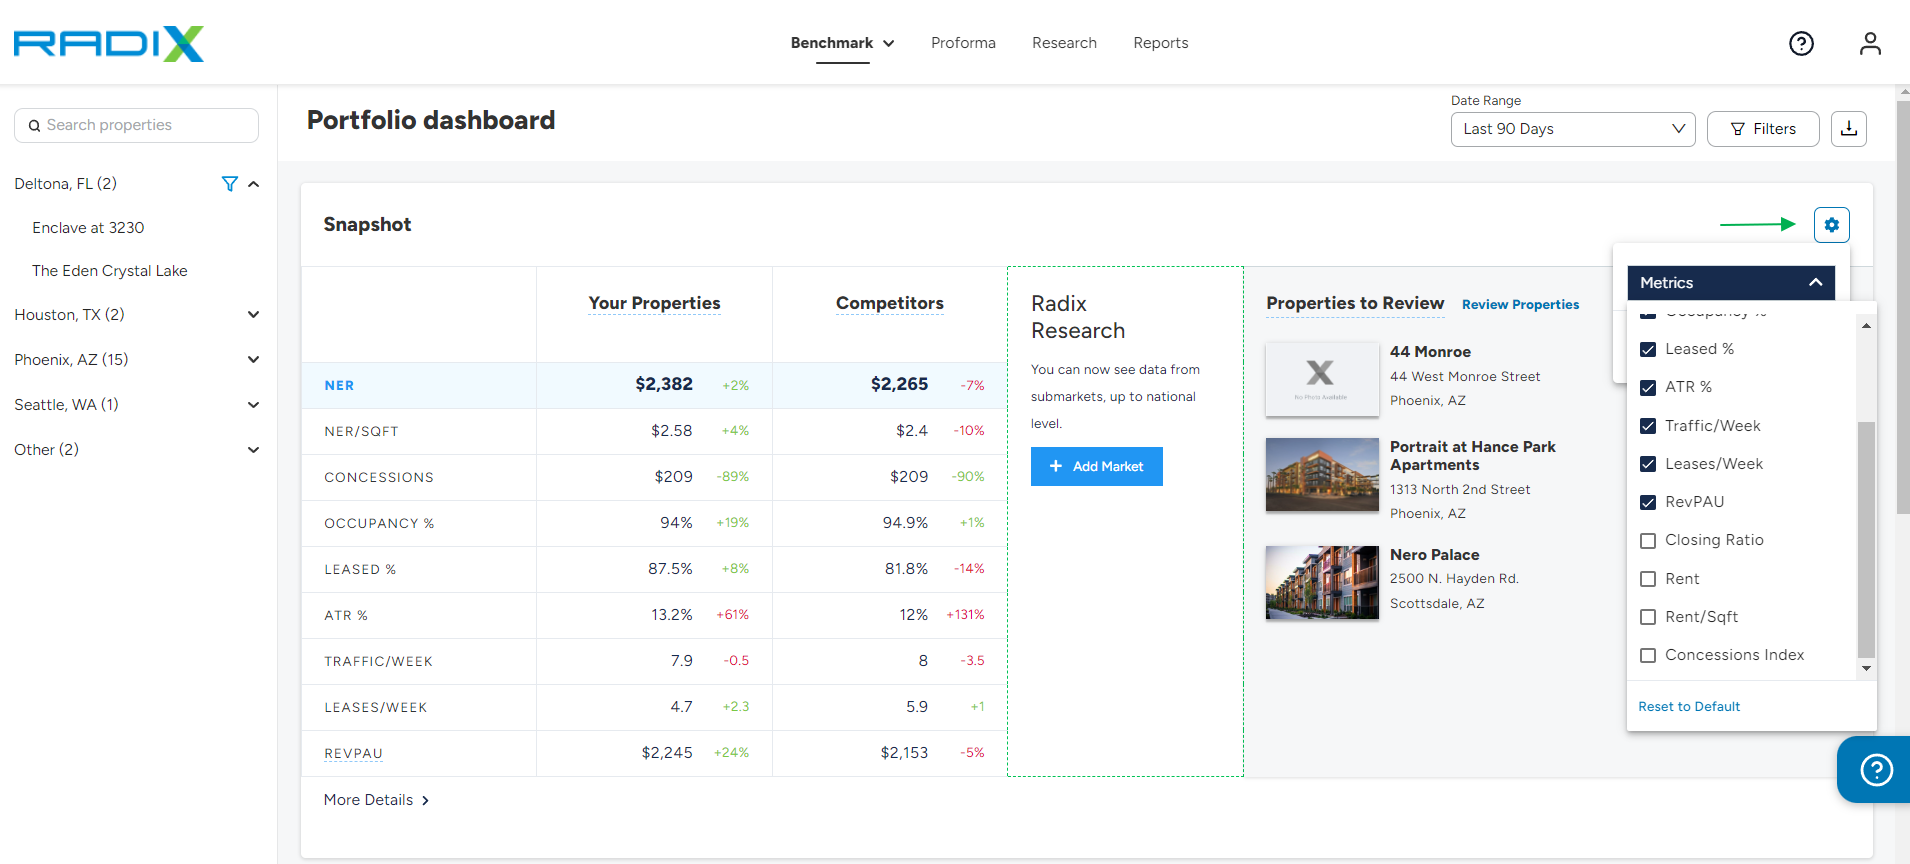 RADIX
Benchmark Proforma Research Reports
Search properties
Deltona, FL (2)
Enclave at 3230
The Eden Crystal Lake
Houston, TX (2)
Phoenix, AZ (15)
Seattle, WA (1)
Other (2)
Portfolio dashboard
Date Range
Last 90 Days
Filters
Snapshot
Your Properties Competitors
NER $2,382 +2% $2,265 -7%
NER/SQFT $2.58 +4% $2.4 -10%
CONCESSIONS $209 -89% $209 -90%
OCCUPANCY % 94% +19% 94.9% +1%
LEASED % 87.5% +8% 81.8% -14%
ATR % 13.2% +61% 12% +131%
TRAFFIC/WEEK 7.9 -0.5 8 -3.5
LEASES/WEEK 4.7 +2.3 5.9 +1
REVPAU $2,245 +24% $2,153 -5%
More Details
Radix
Research
You can now see data from
submarkets, up to national
level.
+ Add Market
Properties to Review Review Properties
No Photo Available
44 Monroe
44 West Monroe Street
Phoenix, AZ
Portrait at Hance Park
Apartments
1313 North 2nd Street
Phoenix, AZ
Nero Palace
2500 N. Hayden Rd.
Scottsdale, AZ
Metrics
Occupancy %
Leased %
ATR %
Traffic/Week
Leases/Week
RevPAU
Closing Ratio
Rent
Rent/Sqft
Concessions Index
Reset to Default